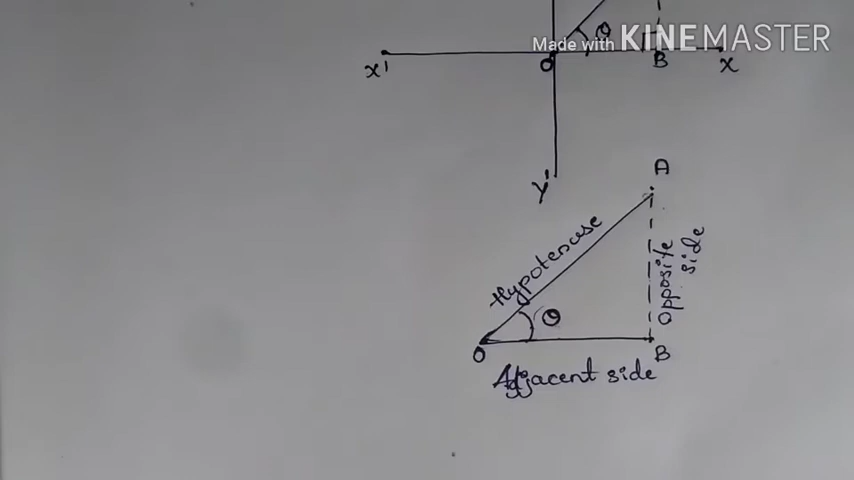 θ
Made with KINEMASTER
X'
O
B
X
Y'
A
Hypotenuse
Opposite
side
θ
O
B
Adjacent side